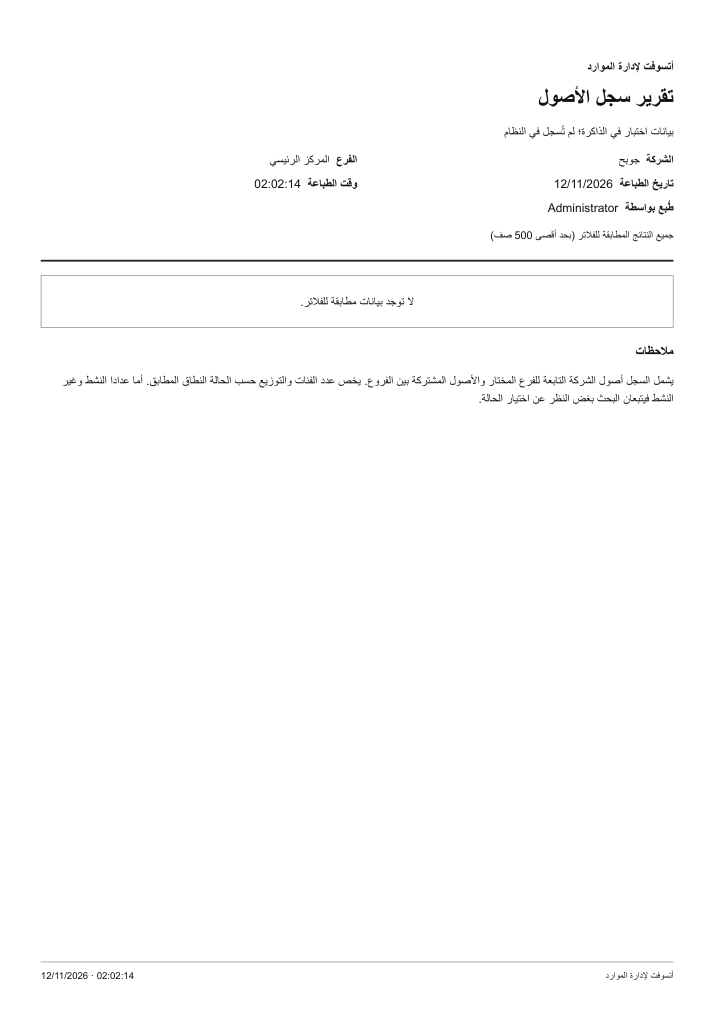 أتسوفت لإدارة الموارد
تقرير سجل الأصول
بيانات اختبار في الذاكرة؛ لم تُسجل في النظام
الشركة جوبح
الفرع المركز الرئيسي
تاريخ الطباعة 12/11/2026
وقت الطباعة 02:02:14
طُبع بواسطة Administrator
جميع النتائج المطابقة للفلاتر (بحد أقصى 500 صف)
لا توجد بيانات مطابقة للفلاتر.
ملاحظات
يشمل السجل أصول الشركة التابعة للفرع المختار والأصول المشتركة بين الفروع. يخص عدد الفئات والتوزيع حسب الحالة النطاق المطابق. أما عدادا النشط وغير
النشط فيتبعان البحث بغض النظر عن اختيار الحالة.
أتسوفت لإدارة الموارد
12/11/2026 · 02:02:14